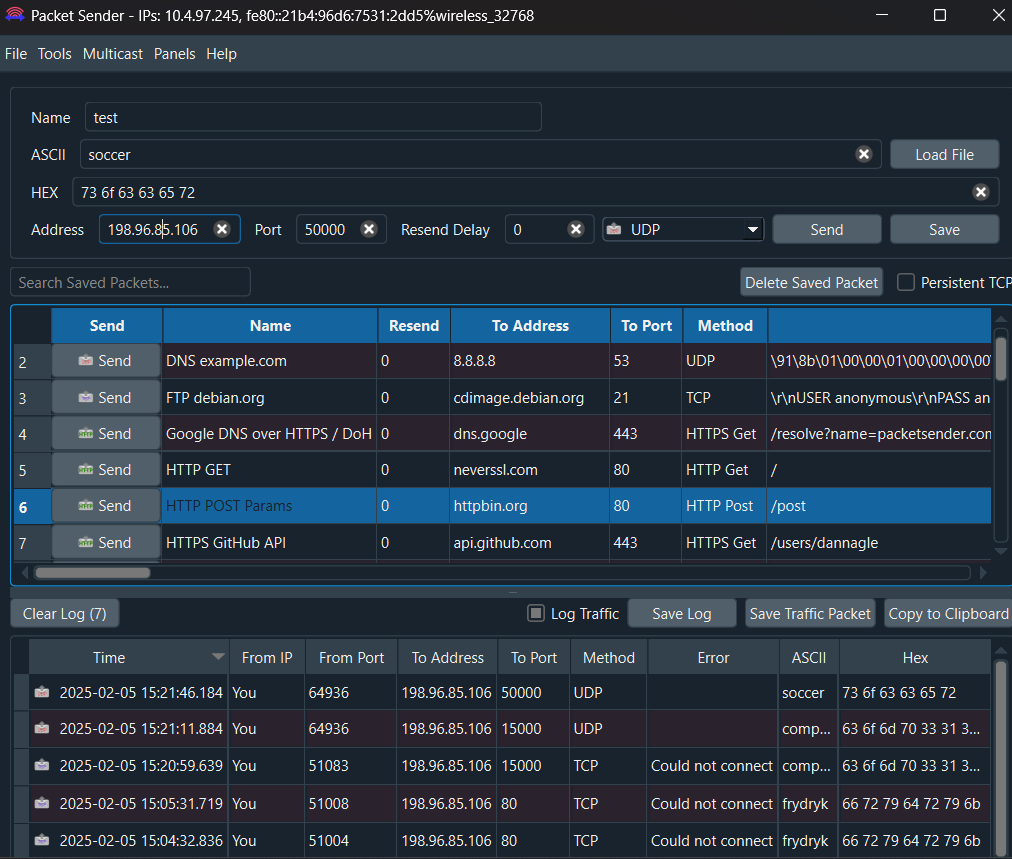 Packet Sender - IPs: 10.4.97.245, fe80::21b4:96d6:7531:2dd5%wireless_32768
File Tools Multicast Panels Help
Name test
ASCII soccer Load File
HEX 73 6f 63 63 65 72
Address 198.96.85.106 Port 50000 Resend Delay 0 UDP Send Save
Search Saved Packets... Delete Saved Packet Persistent TCP
Send Name Resend To Address To Port Method
2 Send DNS example.com 0 8.8.8.8 53 UDP \91\8b\01\00\00\01\00\00\00\00\
3 Send FTP debian.org 0 cdimage.debian.org 21 TCP \r\nUSER anonymous\r\nPASS an
4 Send Google DNS over HTTPS / DoH 0 dns.google 443 HTTPS Get /resolve?name=packetsender.com
5 Send HTTP GET 0 neverssl.com 80 HTTP Get /
6 Send HTTP POST Params 0 httpbin.org 80 HTTP Post /post
7 Send HTTPS GitHub API 0 api.github.com 443 HTTPS Get /users/dannagle
Clear Log (7) Log Traffic Save Log Save Traffic Packet Copy to Clipboard
Time From IP From Port To Address To Port Method Error ASCII Hex
2025-02-05 15:21:46.184 You 64936 198.96.85.106 50000 UDP soccer 73 6f 63 63 65 72
2025-02-05 15:21:11.884 You 64936 198.96.85.106 15000 UDP comp... 63 6f 6d 70 33 31 3...
2025-02-05 15:20:59.639 You 51083 198.96.85.106 15000 TCP Could not connect comp... 63 6f 6d 70 33 31 3...
2025-02-05 15:05:31.719 You 51008 198.96.85.106 80 TCP Could not connect frydryk 66 72 79 64 72 79 6b
2025-02-05 15:04:32.836 You 51004 198.96.85.106 80 TCP Could not connect frydryk 66 72 79 64 72 79 6b